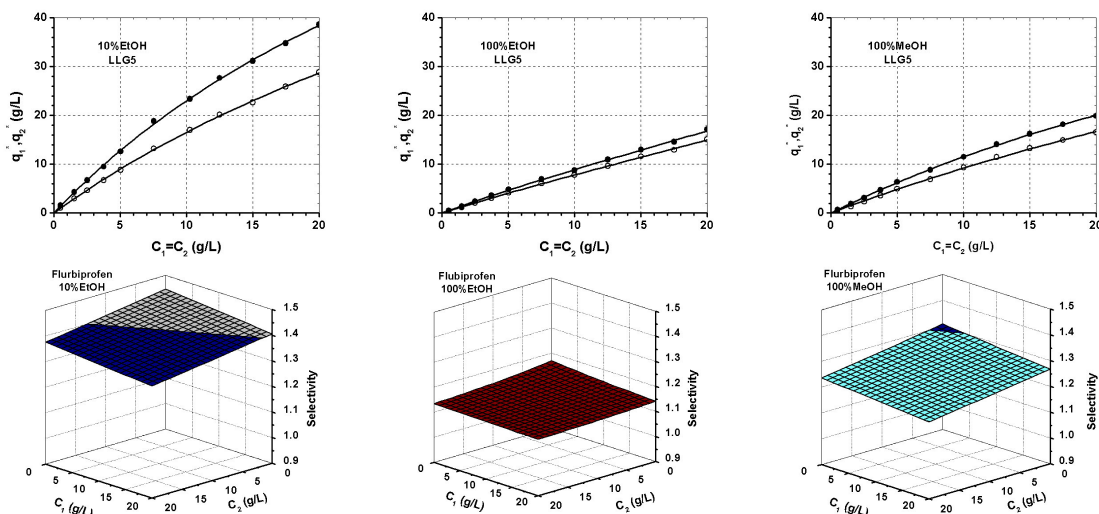 40
30
20
10
0
q₁*,q₂* (g/L)
10%EtOH
LLG5
0 5 10 15 20
C₁=C₂ (g/L)
40
30
20
10
0
q₁*,q₂* (g/L)
100%EtOH
LLG5
0 5 10 15 20
C₁=C₂ (g/L)
40
30
20
10
0
q₁*,q₂* (g/L)
100%MeOH
LLG5
0 5 10 15 20
C₁=C₂ (g/L)
Flurbiprofen
10%EtOH
1.5
1.4
1.3
1.2
1.1
1.0
0.9
Selectivity
0 5 10 15 20
C₁ (g/L)
20 15 10 5 0
C₂ (g/L)
Flubiprofen
100%EtOH
1.5
1.4
1.3
1.2
1.1
1.0
0.9
Selectivity
0 5 10 15 20
C₁ (g/L)
20 15 10 5 0
C₂ (g/L)
Flurbiprofen
100%MeOH
1.5
1.4
1.3
1.2
1.1
1.0
0.9
Selectivity
0 5 10 15 20
C₁ (g/L)
20 15 10 5 0
C₂ (g/L)